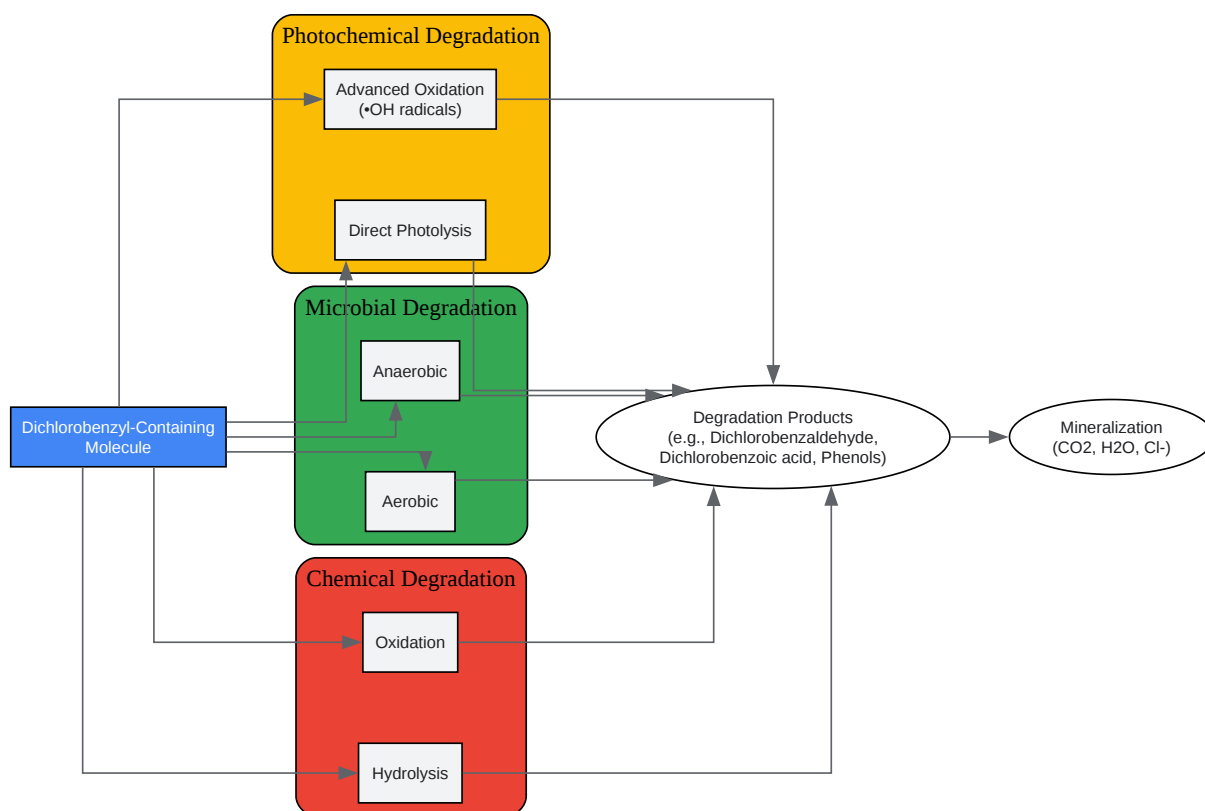 Photochemical Degradation
Advanced Oxidation
(•OH radicals)
Direct Photolysis
Microbial Degradation
Anaerobic
Dichlorobenzyl-Containing
Molecule
Aerobic
Degradation Products
(e.g., Dichlorobenzaldehyde,
Dichlorobenzoic acid, Phenols)
Mineralization
(CO2, H2O, Cl-)
Chemical Degradation
Oxidation
Hydrolysis